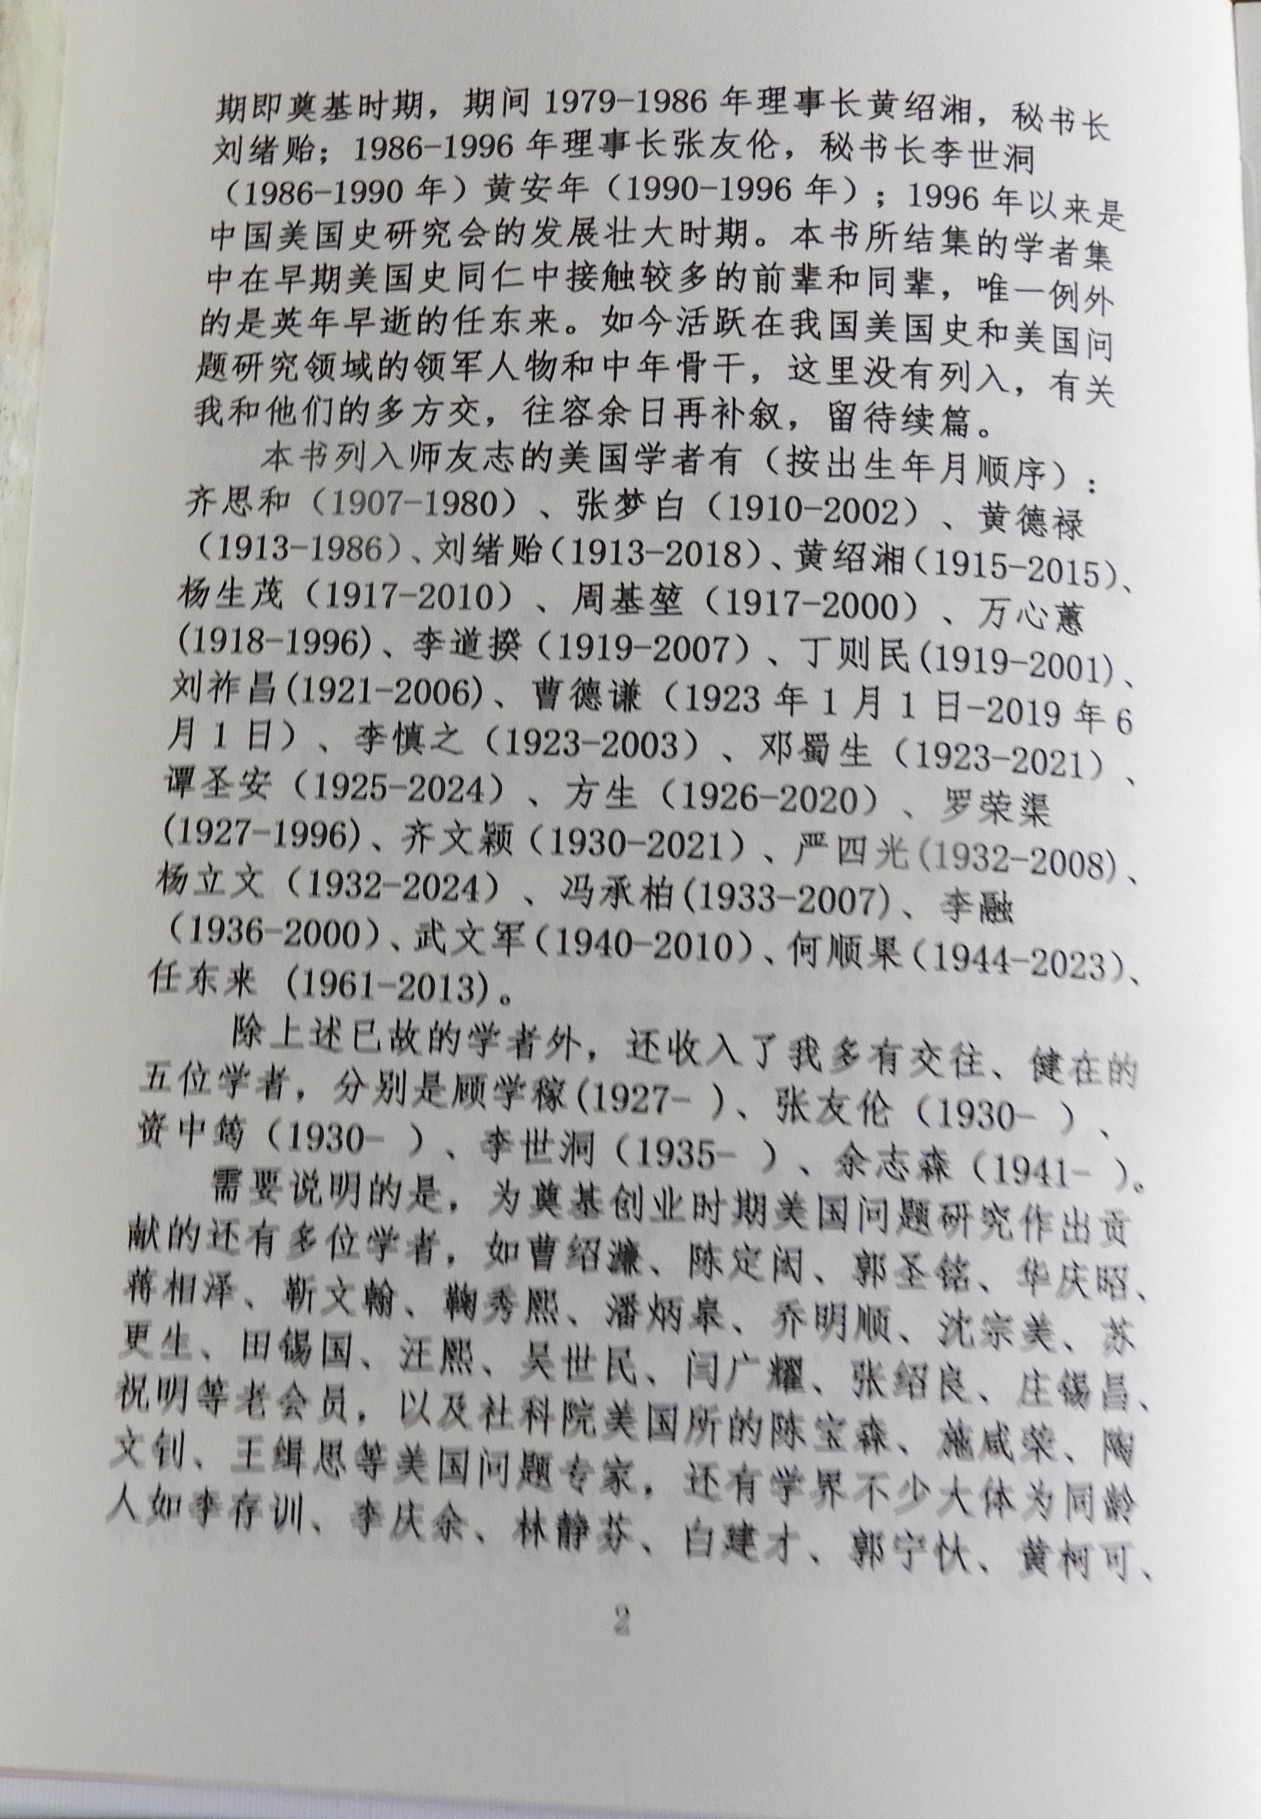 期即奠基时期，期间 1979-1986 年理事长黄绍湘，秘书长
刘绪贻；1986-1996 年理事长张友伦，秘书长李世洞
（1986-1990 年）黄安年（1990-1996 年）；1996 年以来是
中国美国史研究会的发展壮大时期。本书所结集的学者集
中在早期美国史同仁中接触较多的前辈和同辈，唯一例外
的是英年早逝的任东来。如今活跃在我国美国史和美国问
题研究领域的领军人物和中年骨干，这里没有列入，有关
我和他们的多方交，往容余日再补叙，留待续篇。
本书列入师友志的美国学者有（按出生年月顺序）：
齐思和（1907-1980）、张梦白（1910-2002）、黄德禄
（1913-1986）、刘绪贻（1913-2018）、黄绍湘（1915-2015）、
杨生茂（1917-2010）、周基堃（1917-2000）、万心蕙
(1918-1996)、李道揆（1919-2007）、丁则民(1919-2001)、
刘祚昌(1921-2006)、曹德谦（1923 年 1 月 1 日-2019 年 6
月 1 日）、李慎之（1923-2003）、邓蜀生（1923-2021）、
谭圣安（1925-2024）、方生（1926-2020）、罗荣渠
(1927-1996)、齐文颖（1930-2021）、严四光(1932-2008)、
杨立文（1932-2024）、冯承柏(1933-2007)、李融
（1936-2000）、武文军（1940-2010）、何顺果（1944-2023）、
任东来 (1961-2013)。
除上述已故的学者外，还收入了我多有交往、健在的
五位学者，分别是顾学稼(1927- )、张友伦（1930- ）、
资中筠（1930- ）、李世洞（1935- ）、余志森（1941- ）。
需要说明的是，为奠基创业时期美国问题研究作出贡
献的还有多位学者，如曹绍濂、陈定闳、郭圣铭、华庆昭、
蒋相泽、靳文翰、鞠秀熙、潘炳皋、乔明顺、沈宗美、苏
更生、田锡国、汪熙、吴世民、闫广耀、张绍良、庄锡昌、
祝明等老会员，以及社科院美国所的陈宝森、施咸荣、陶
文钊、王缉思等美国问题专家，还有学界不少大体为同龄
人如李存训、李庆余、林静芬、白建才、郭宁忕、黄柯可、
2